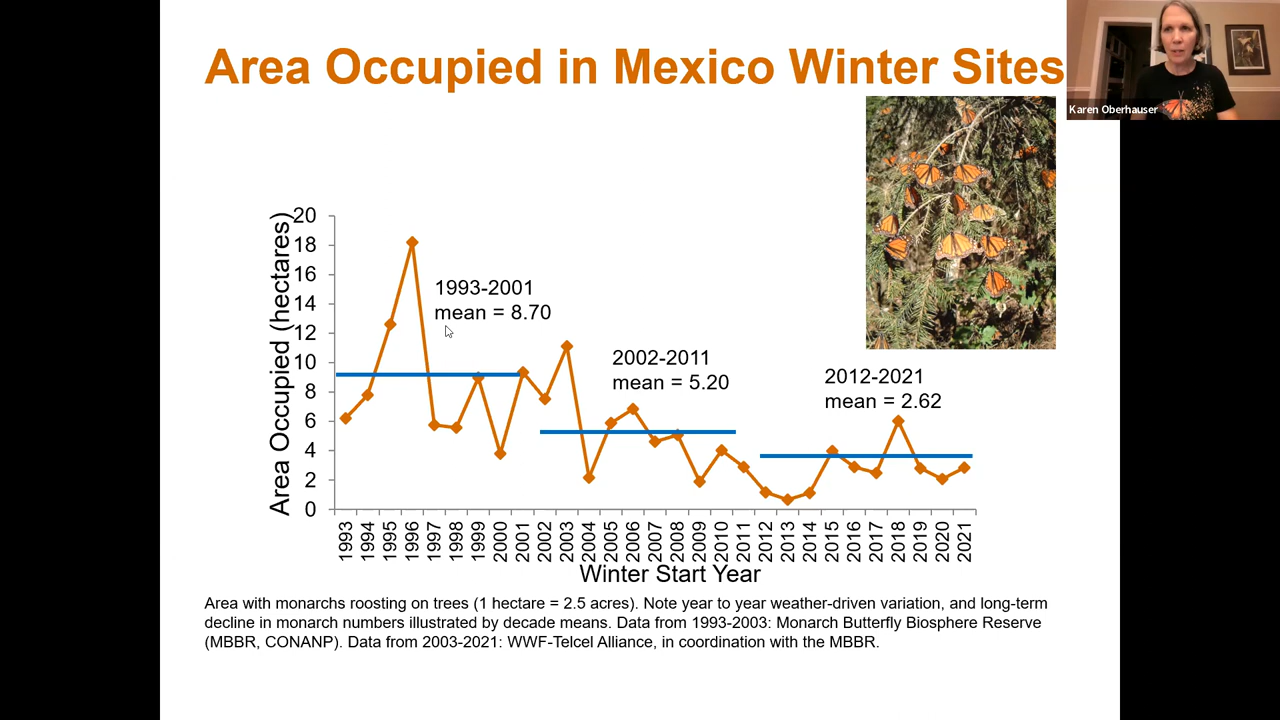 Area Occupied in Mexico Winter Sites
Karen Oberhauser
Area Occupied (hectares)
20
18
16
14
12
10
8
6
4
2
0
1993-2001
mean = 8.70
2002-2011
mean = 5.20
2012-2021
mean = 2.62
1993 1994 1995 1996 1997 1998 1999 2000 2001 2002 2003 2004 2005 2006 2007 2008 2009 2010 2011 2012 2013 2014 2015 2016 2017 2018 2019 2020 2021
Winter Start Year
Area with monarchs roosting on trees (1 hectare = 2.5 acres). Note year to year weather-driven variation, and long-term
decline in monarch numbers illustrated by decade means. Data from 1993-2003: Monarch Butterfly Biosphere Reserve
(MBBR, CONANP). Data from 2003-2021: WWF-Telcel Alliance, in coordination with the MBBR.